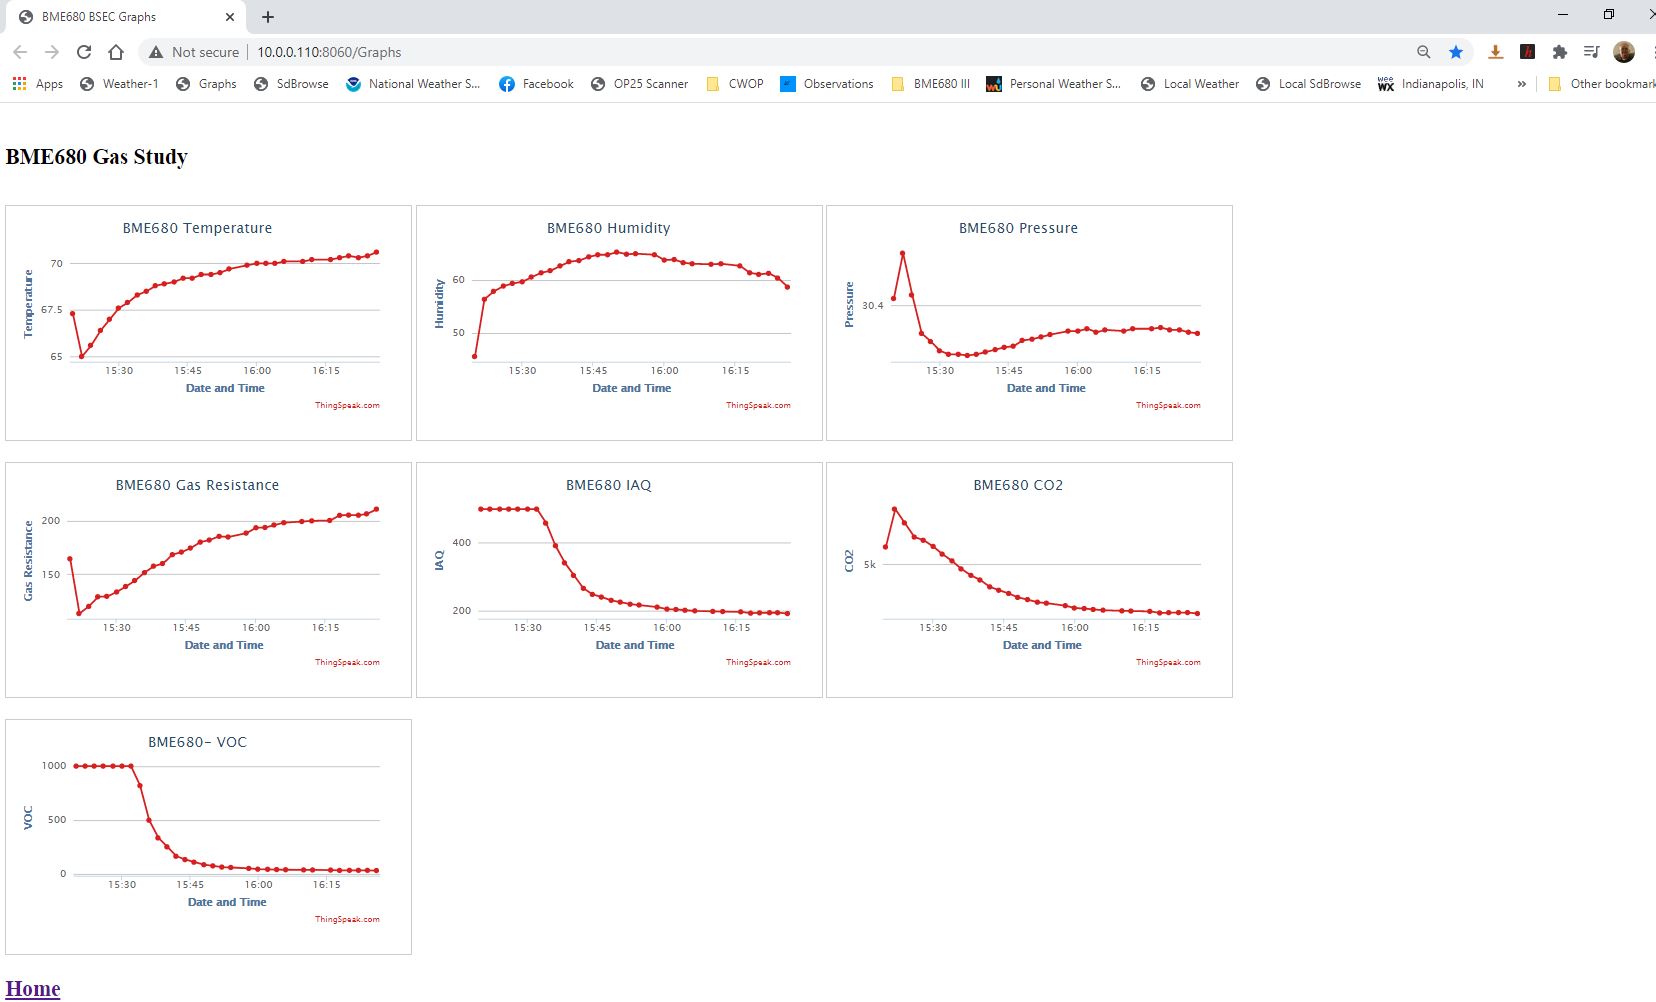 BME680 BSEC Graphs
Not secure 10.0.0.110:8060/Graphs
Apps Weather-1 Graphs SdBrowse National Weather S... Facebook OP25 Scanner CWOP Observations BME680 III Personal Weather S... Local Weather Local SdBrowse wee WX Indianapolis, IN » Other bookmark
BME680 Gas Study
BME680 Temperature
Temperature
70
67.5
65
15:30 15:45 16:00 16:15
Date and Time
ThingSpeak.com
BME680 Humidity
Humidity
60
50
15:30 15:45 16:00 16:15
Date and Time
ThingSpeak.com
BME680 Pressure
Pressure
30.4
15:30 15:45 16:00 16:15
Date and Time
ThingSpeak.com
BME680 Gas Resistance
Gas Resistance
200
150
15:30 15:45 16:00 16:15
Date and Time
ThingSpeak.com
BME680 IAQ
IAQ
400
200
15:30 15:45 16:00 16:15
Date and Time
ThingSpeak.com
BME680 CO2
CO2
5k
15:30 15:45 16:00 16:15
Date and Time
ThingSpeak.com
BME680- VOC
VOC
1000
500
0
15:30 15:45 16:00 16:15
Date and Time
ThingSpeak.com
Home